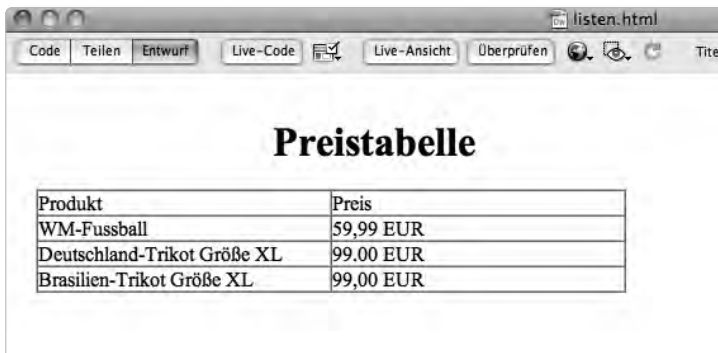 listen.html
Code Teilen Entwurf Live-Code Live-Ansicht Überprüfen Tite
Preistabelle
Produkt Preis
WM-Fussball 59,99 EUR
Deutschland-Trikot Größe XL 99.00 EUR
Brasilien-Trikot Größe XL 99,00 EUR